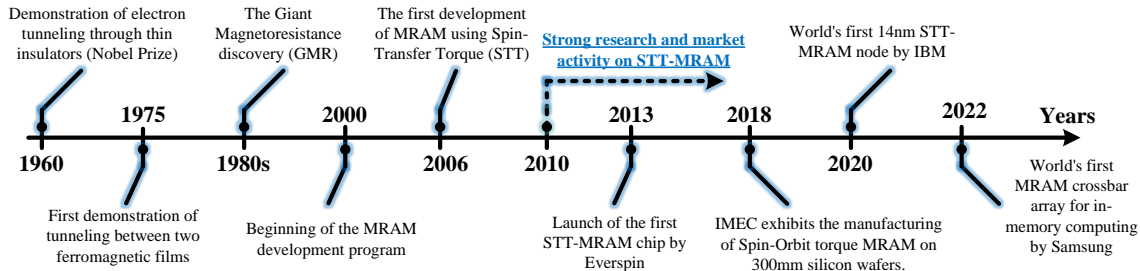 Demonstration of electron
tunneling through thin
insulators (Nobel Prize)
The Giant
Magnetoresistance
discovery (GMR)
The first development
of MRAM using Spin-
Transfer Torque (STT)
Strong research and market
activity on STT-MRAM
World's first 14nm STT-
MRAM node by IBM
1975
2000
2013
2018
2022
Years
1960
1980s
2006
2010
2020
First demonstration of
tunneling between two
ferromagnetic films
Beginning of the MRAM
development program
Launch of the first
STT-MRAM chip by
Everspin
IMEC exhibits the manufacturing
of Spin-Orbit torque MRAM on
300mm silicon wafers.
World's first
MRAM crossbar
array for in-
memory computing
by Samsung